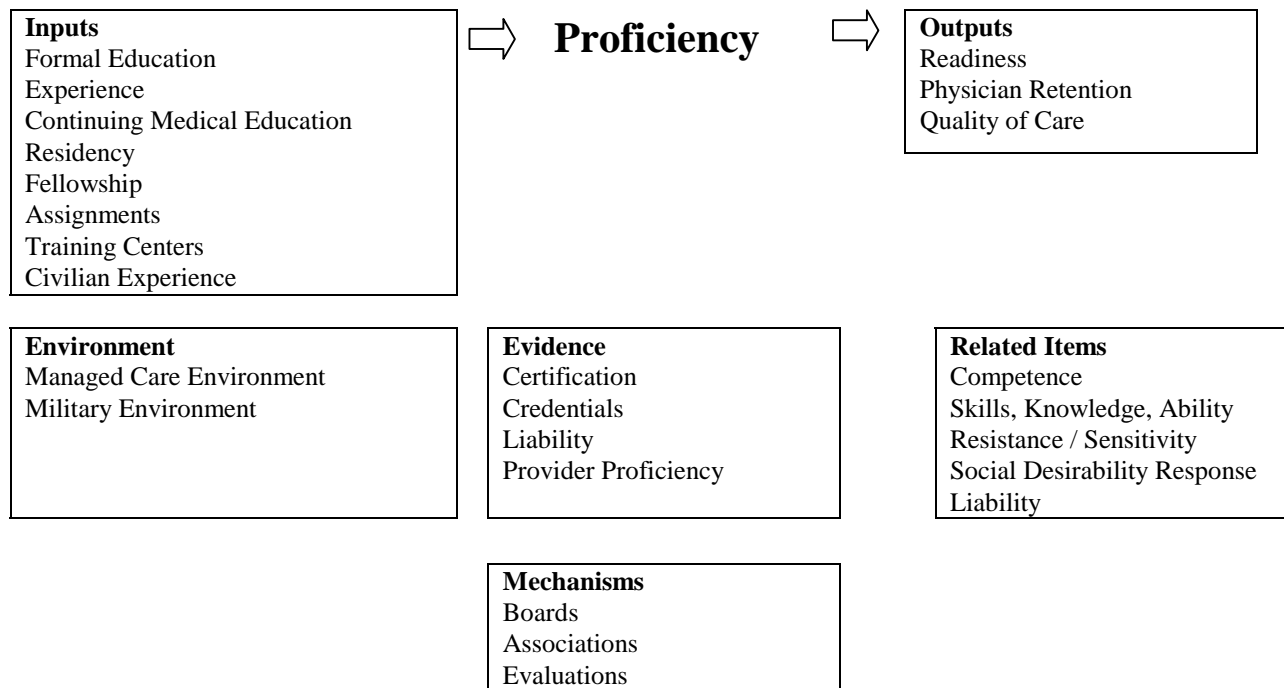 Inputs
Formal Education
Experience
Continuing Medical Education
Residency
Fellowship
Assignments
Training Centers
Civilian Experience
Proficiency
Outputs
Readiness
Physician Retention
Quality of Care
Environment
Managed Care Environment
Military Environment
Evidence
Certification
Credentials
Liability
Provider Proficiency
Related Items
Competence
Skills, Knowledge, Ability
Resistance / Sensitivity
Social Desirability Response
Liability
Mechanisms
Boards
Associations
Evaluations